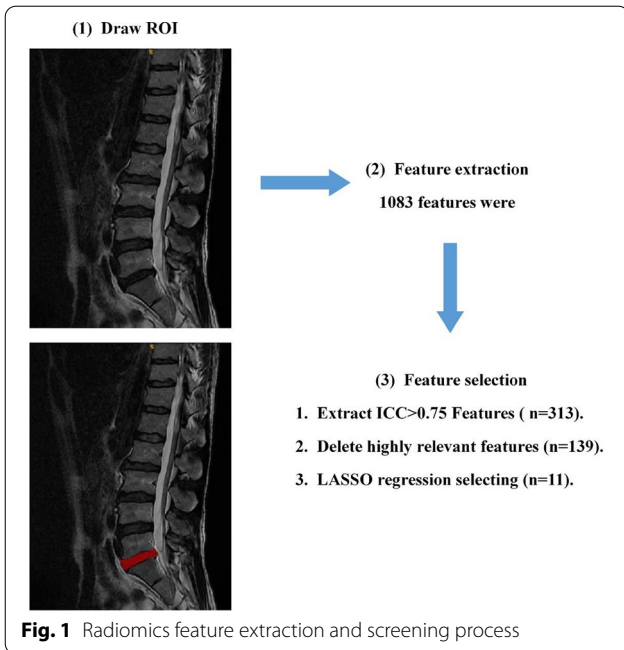 (1) Draw ROI
(2) Feature extraction
1083 features were
(3) Feature selection
1. Extract ICC>0.75 Features ( n=313).
2. Delete highly relevant features (n=139).
3. LASSO regression selecting (n=11).
Fig. 1 Radiomics feature extraction and screening process